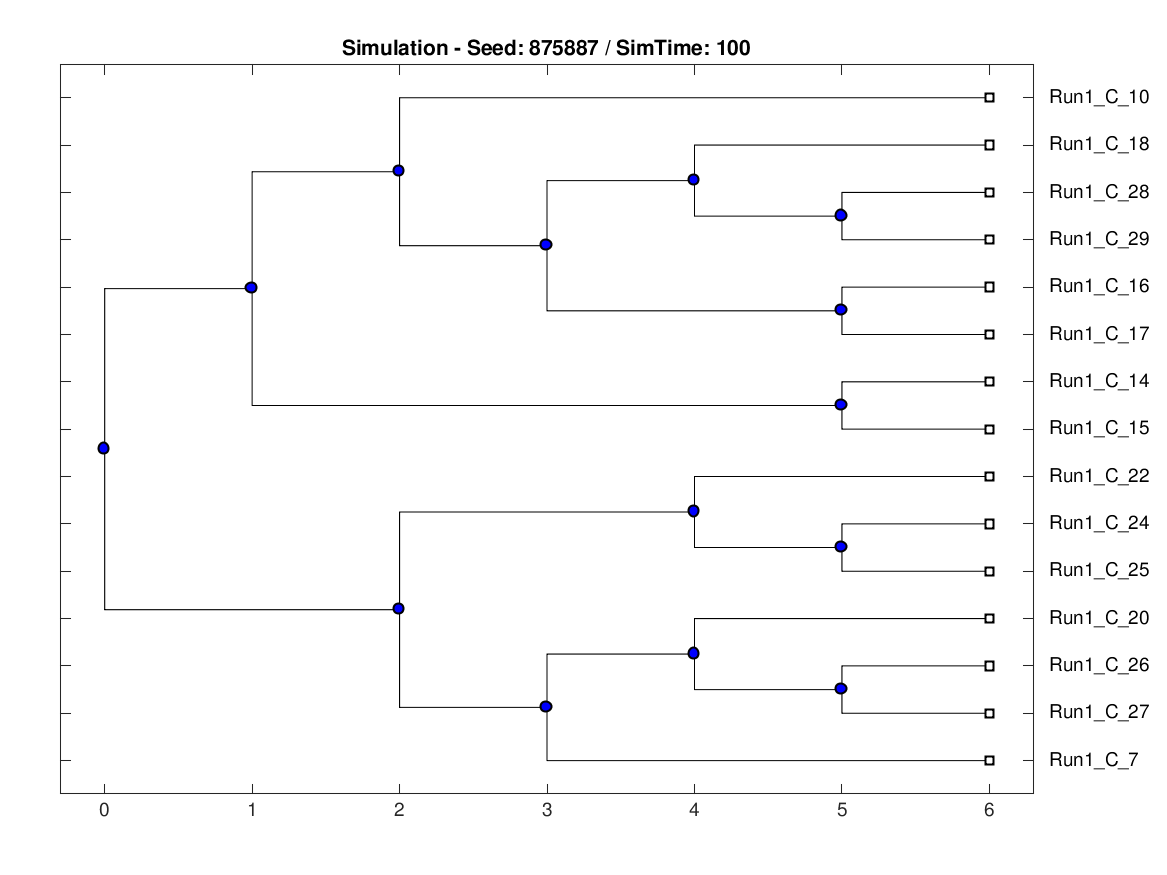 Simulation - Seed: 875887 / SimTime: 100
Run1_C_10
Run1_C_18
Run1_C_28
Run1_C_29
Run1_C_16
Run1_C_17
Run1_C_14
Run1_C_15
Run1_C_22
Run1_C_24
Run1_C_25
Run1_C_20
Run1_C_26
Run1_C_27
Run1_C_7
0 1 2 3 4 5 6